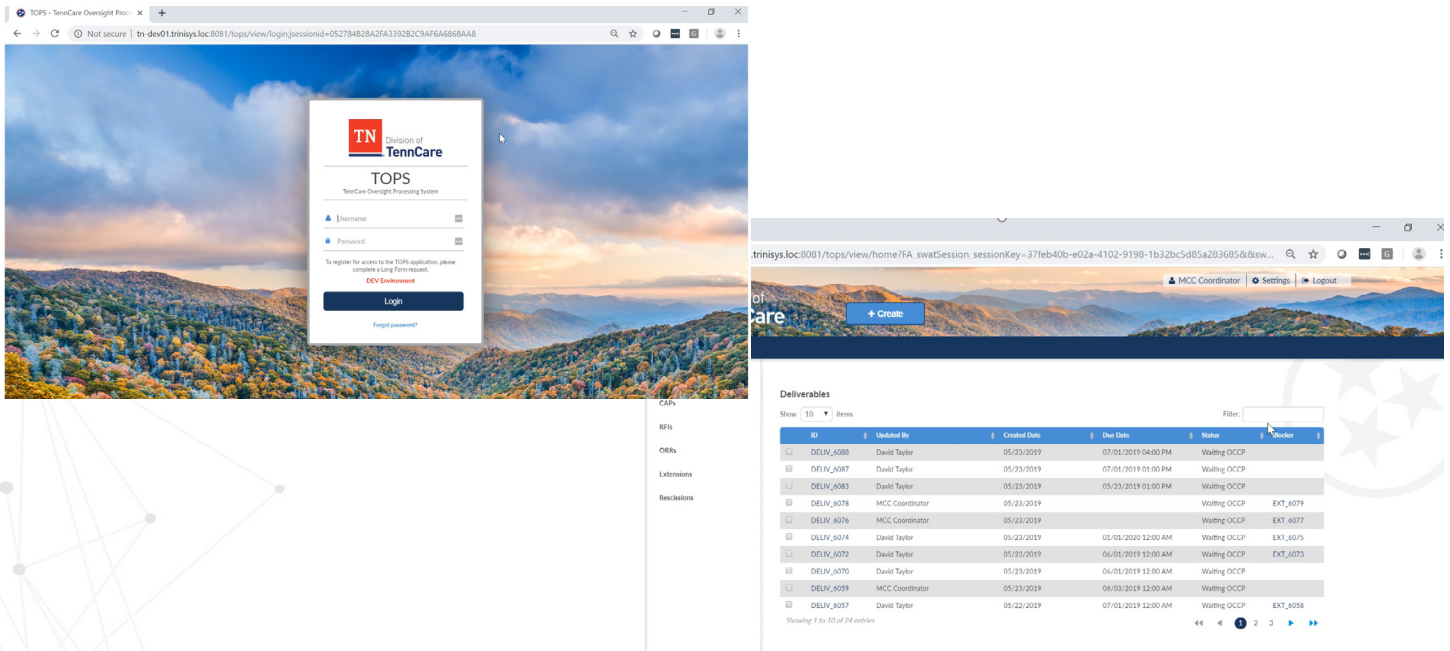 TOPS - TennCare Oversight Proc
Not secure | tn-dev01.trinisys.loc:8081/tops/view/login;jsessionid=052784B28A2FA3392B2C9AF6A6868AA8
TN
Division of
TennCare
TOPS
TennCare Oversight Processing System
Username
Password
To register for access to the TOPS application, please
complete a Long Form request.
DEV Environment
Login
Forgot password?
.trinisys.loc:8081/tops/view/home?FA_swatSession_sessionKey=37feb40b-e02a-4102-9198-1b32bc5d85a283685&&sw...
MCC Coordinator Settings Logout
of
Care
+ Create
CAPs
RFIs
ORRs
Extensions
Rescissions
Deliverables
Show 10 items Filter:
ID Updated By Created Date Due Date Status Blocker
DELIV_6088 David Taylor 05/23/2019 07/01/2019 04:00 PM Waiting OCCP
DELIV_6087 David Taylor 05/23/2019 07/01/2019 01:00 PM Waiting OCCP
DELIV_6083 David Taylor 05/23/2019 05/23/2019 01:00 PM Waiting OCCP
DELIV_6078 MCC Coordinator 05/23/2019 Waiting OCCP EXT_6079
DELIV_6076 MCC Coordinator 05/23/2019 Waiting OCCP EXT_6077
DELIV_6074 David Taylor 05/23/2019 01/01/2020 12:00 AM Waiting OCCP EXT_6075
DELIV_6072 David Taylor 05/23/2019 06/01/2019 12:00 AM Waiting OCCP EXT_6073
DELIV_6070 David Taylor 05/23/2019 06/01/2019 12:00 AM Waiting OCCP
DELIV_6059 MCC Coordinator 05/23/2019 06/03/2019 12:00 AM Waiting OCCP
DELIV_6057 David Taylor 05/22/2019 07/01/2019 12:00 AM Waiting OCCP EXT_6058
Showing 1 to 10 of 24 entries
1 2 3